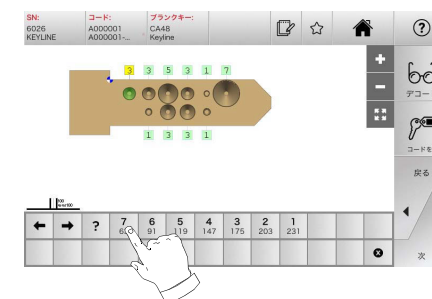 SN:
6026
KEYLINE
コード:
A000001
A000001-...
ブランクキー:
CA48
Keyline
?
3 3 5 3 1 7
デコー
1 3 3 1
コードを
戻る
100
? 7 6 5 4 3 2 1
91 119 147 175 203 231
次